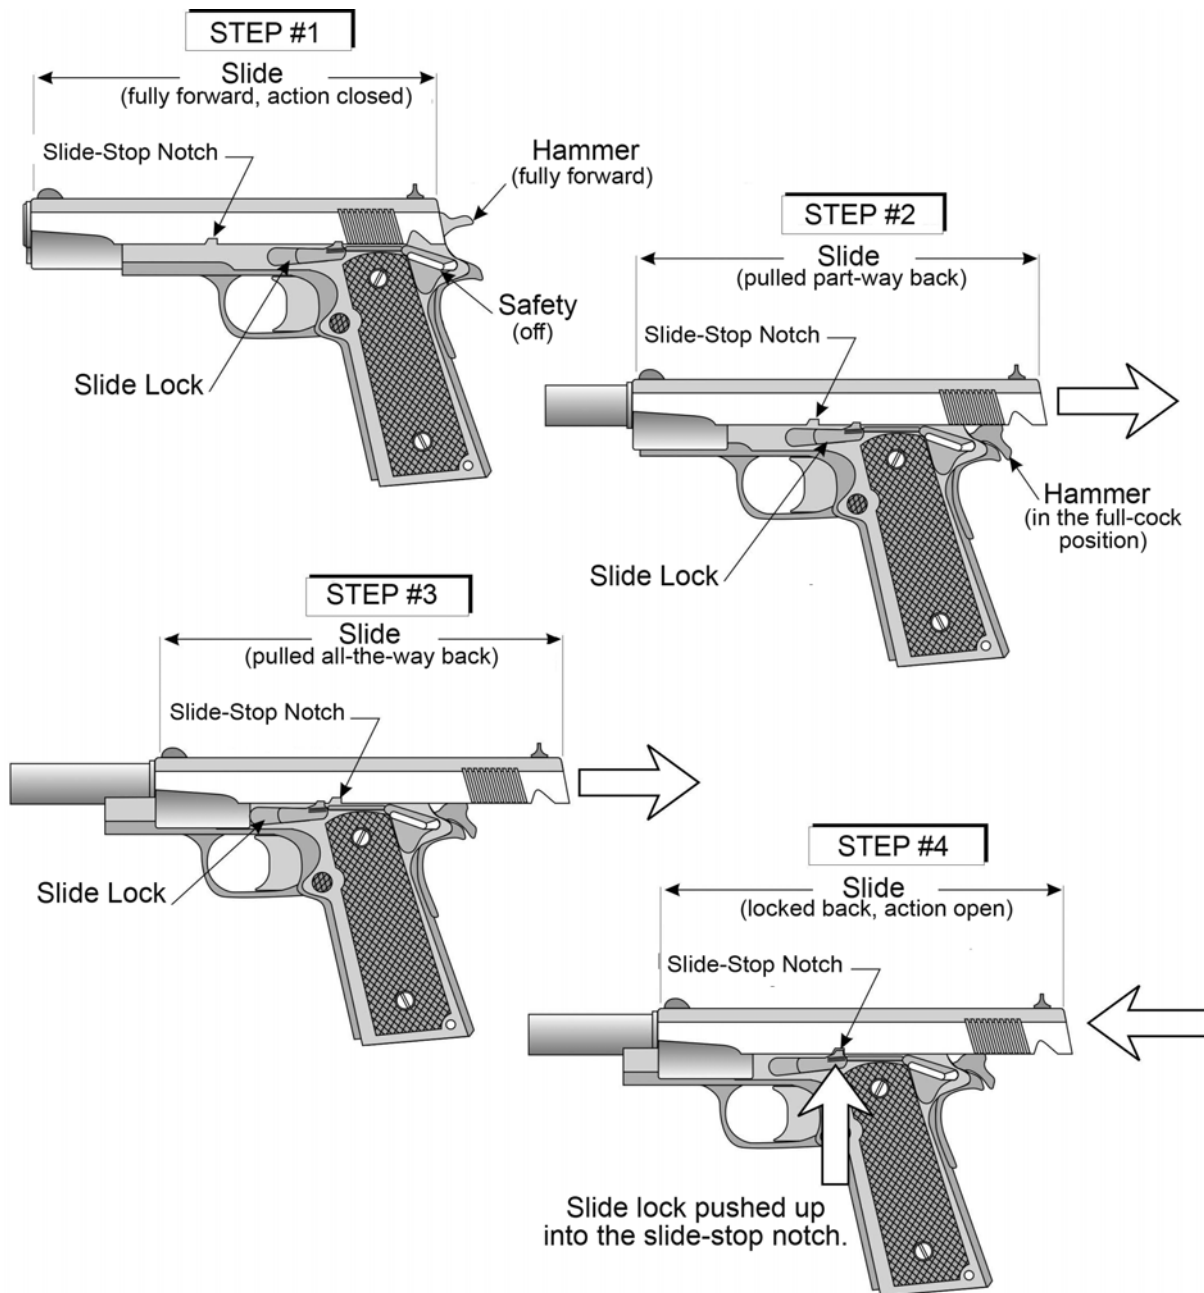 STEP #1
Slide
(fully forward, action closed)
Slide-Stop Notch
Hammer
(fully forward)
Safety
(off)
Slide Lock
STEP #2
Slide
(pulled part-way back)
Slide-Stop Notch
Hammer
(in the full-cock
position)
Slide Lock
STEP #3
Slide
(pulled all-the-way back)
Slide-Stop Notch
Slide Lock
STEP #4
Slide
(locked back, action open)
Slide-Stop Notch
Slide lock pushed up
into the slide-stop notch.